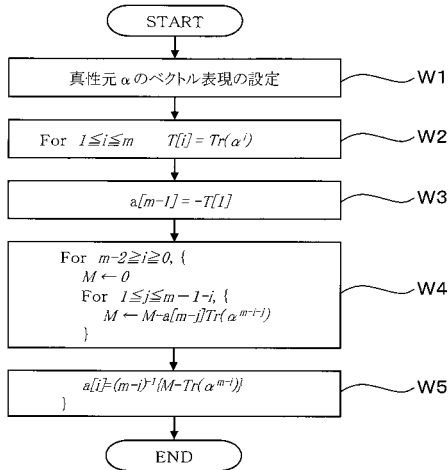 START
真性元 α のベクトル表現の設定
W1
For 1≦i≦m T[i] = Tr(αⁱ)
W2
a[m-1] = -T[1]
W3
For m-2≧i≧0, {
M ← 0
For 1≦j≦m-1-i, {
M ← M-a[m-j]Tr(α^{m-i-j})
}
W4
a[i]=(m-i)⁻¹{M-Tr(α^{m-i})}
}
W5
END